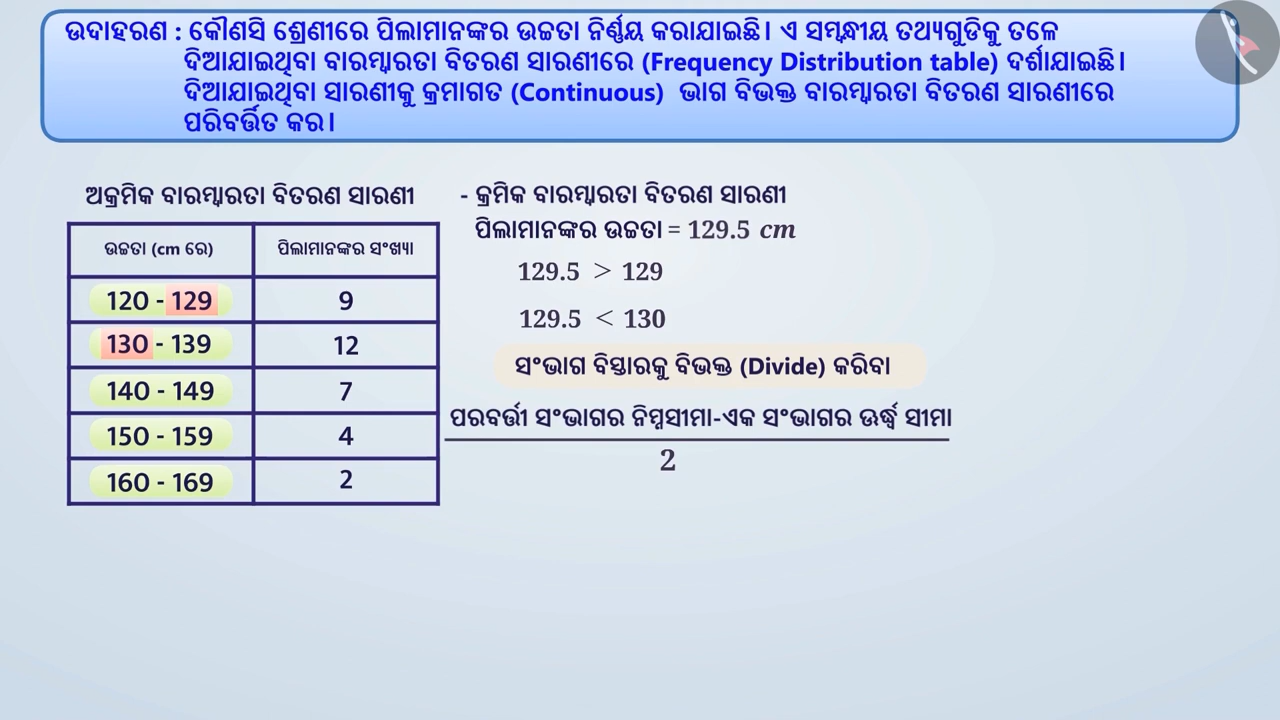 ଉଦାହରଣ : କୌଣସି ଶ୍ରେଣୀରେ ପିଲାମାନଙ୍କର ଉଚ୍ଚତା ନିର୍ଣ୍ଣୟ କରାଯାଇଛି। ଏ ସମ୍ବନ୍ଧୀୟ ତଥ୍ୟଗୁଡିକୁ ତଳେ
ଦିଆଯାଇଥିବା ବାରମ୍ବାରତା ବିତରଣ ସାରଣୀରେ (Frequency Distribution table) ଦର୍ଶାଯାଇଛି।
ଦିଆଯାଇଥିବା ସାରଣୀକୁ କ୍ରମାଗତ (Continuous) ଭାଗ ବିଭକ୍ତ ବାରମ୍ବାରତା ବିତରଣ ସାରଣୀରେ
ପରିବର୍ତ୍ତିତ କର।
ଅକ୍ରମିକ ବାରମ୍ବାରତା ବିତରଣ ସାରଣୀ
ଉଚ୍ଚତା (cm ରେ) ପିଲାମାନଙ୍କର ସଂଖ୍ୟା
120 - 129 9
130 - 139 12
140 - 149 7
150 - 159 4
160 - 169 2
- କ୍ରମିକ ବାରମ୍ବାରତା ବିତରଣ ସାରଣୀ
ପିଲାମାନଙ୍କର ଉଚ୍ଚତା = 129.5 cm
129.5 > 129
129.5 < 130
ସଂଭାଗ ବିସ୍ତାରକୁ ବିଭକ୍ତ (Divide) କରିବା
ପରବର୍ତ୍ତୀ ସଂଭାଗର ନିମ୍ନସୀମା-ଏକ ସଂଭାଗର ଊର୍ଦ୍ଧ୍ଵ ସୀମା
2